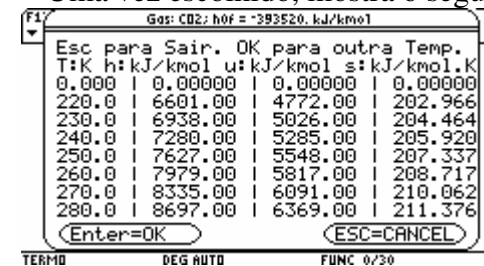 Uma vez escolhido, mostra o segu
F1 Gas: CO2; h0f = -393520. kJ/kmol
Esc para Sair. OK para outra Temp.
T:K h:kJ/kmol u:kJ/kmol s:kJ/kmol.K
0.000 | 0.00000 | 0.00000 | 0.00000
220.0 | 6601.00 | 4772.00 | 202.966
230.0 | 6938.00 | 5026.00 | 204.464
240.0 | 7280.00 | 5285.00 | 205.920
250.0 | 7627.00 | 5548.00 | 207.337
260.0 | 7979.00 | 5817.00 | 208.717
270.0 | 8335.00 | 6091.00 | 210.062
280.0 | 8697.00 | 6369.00 | 211.376
Enter=OK ESC=CANCEL
TERMO DEG AUTO FUNC 0/30